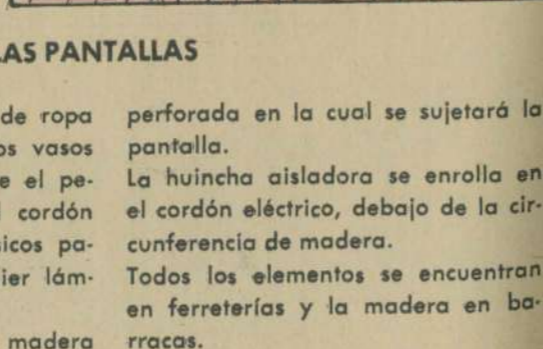 LAS PANTALLAS
de ropa
os vasos
e el pe-
cordón
icos pa-
ier lám-
madera
perforada en la cual se sujetará la
pantalla.
La huincha aisladora se enrolla en
el cordón eléctrico, debajo de la cir-
cunferencia de madera.
Todos los elementos se encuentran
en ferreterías y la madera en ba-
rracas.